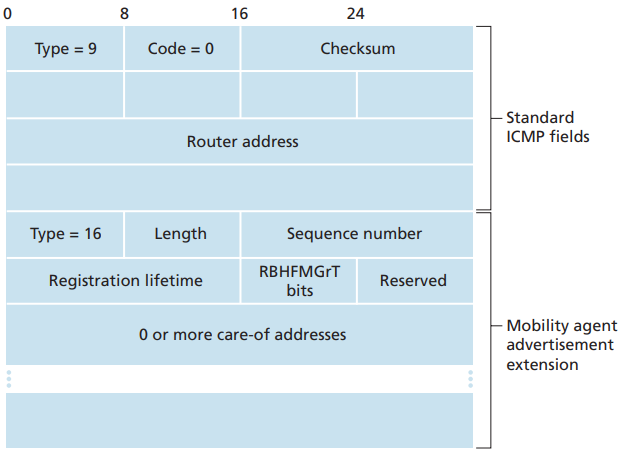 0 8 16 24
Type = 9 Code = 0 Checksum
Standard
ICMP fields
Router address
Type = 16 Length Sequence number
Registration lifetime RBHFMGrT
bits Reserved
0 or more care-of addresses
Mobility agent
advertisement
extension